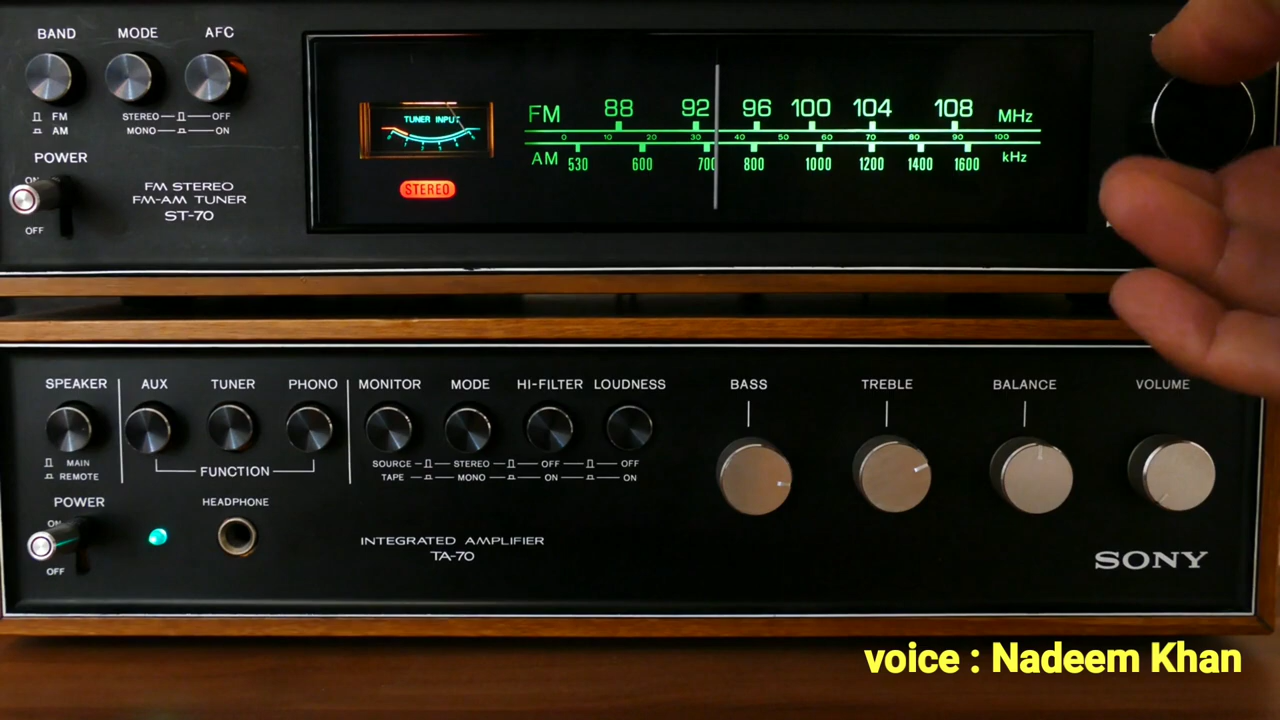 BAND MODE AFC
FM STEREO OFF
AM MONO ON
POWER
ON
OFF
FM STEREO
FM-AM TUNER
ST-70
TUNER INPUT
STEREO
FM 88 92 96 100 104 108 MHz
0 10 20 30 40 50 60 70 80 90 100
AM 530 600 700 800 1000 1200 1400 1600 kHz
SPEAKER AUX TUNER PHONO MONITOR MODE HI-FILTER LOUDNESS BASS TREBLE BALANCE VOLUME
MAIN SOURCE STEREO OFF OFF
REMOTE FUNCTION TAPE MONO ON ON
POWER HEADPHONE
ON
OFF
INTEGRATED AMPLIFIER
TA-70
SONY
voice : Nadeem Khan